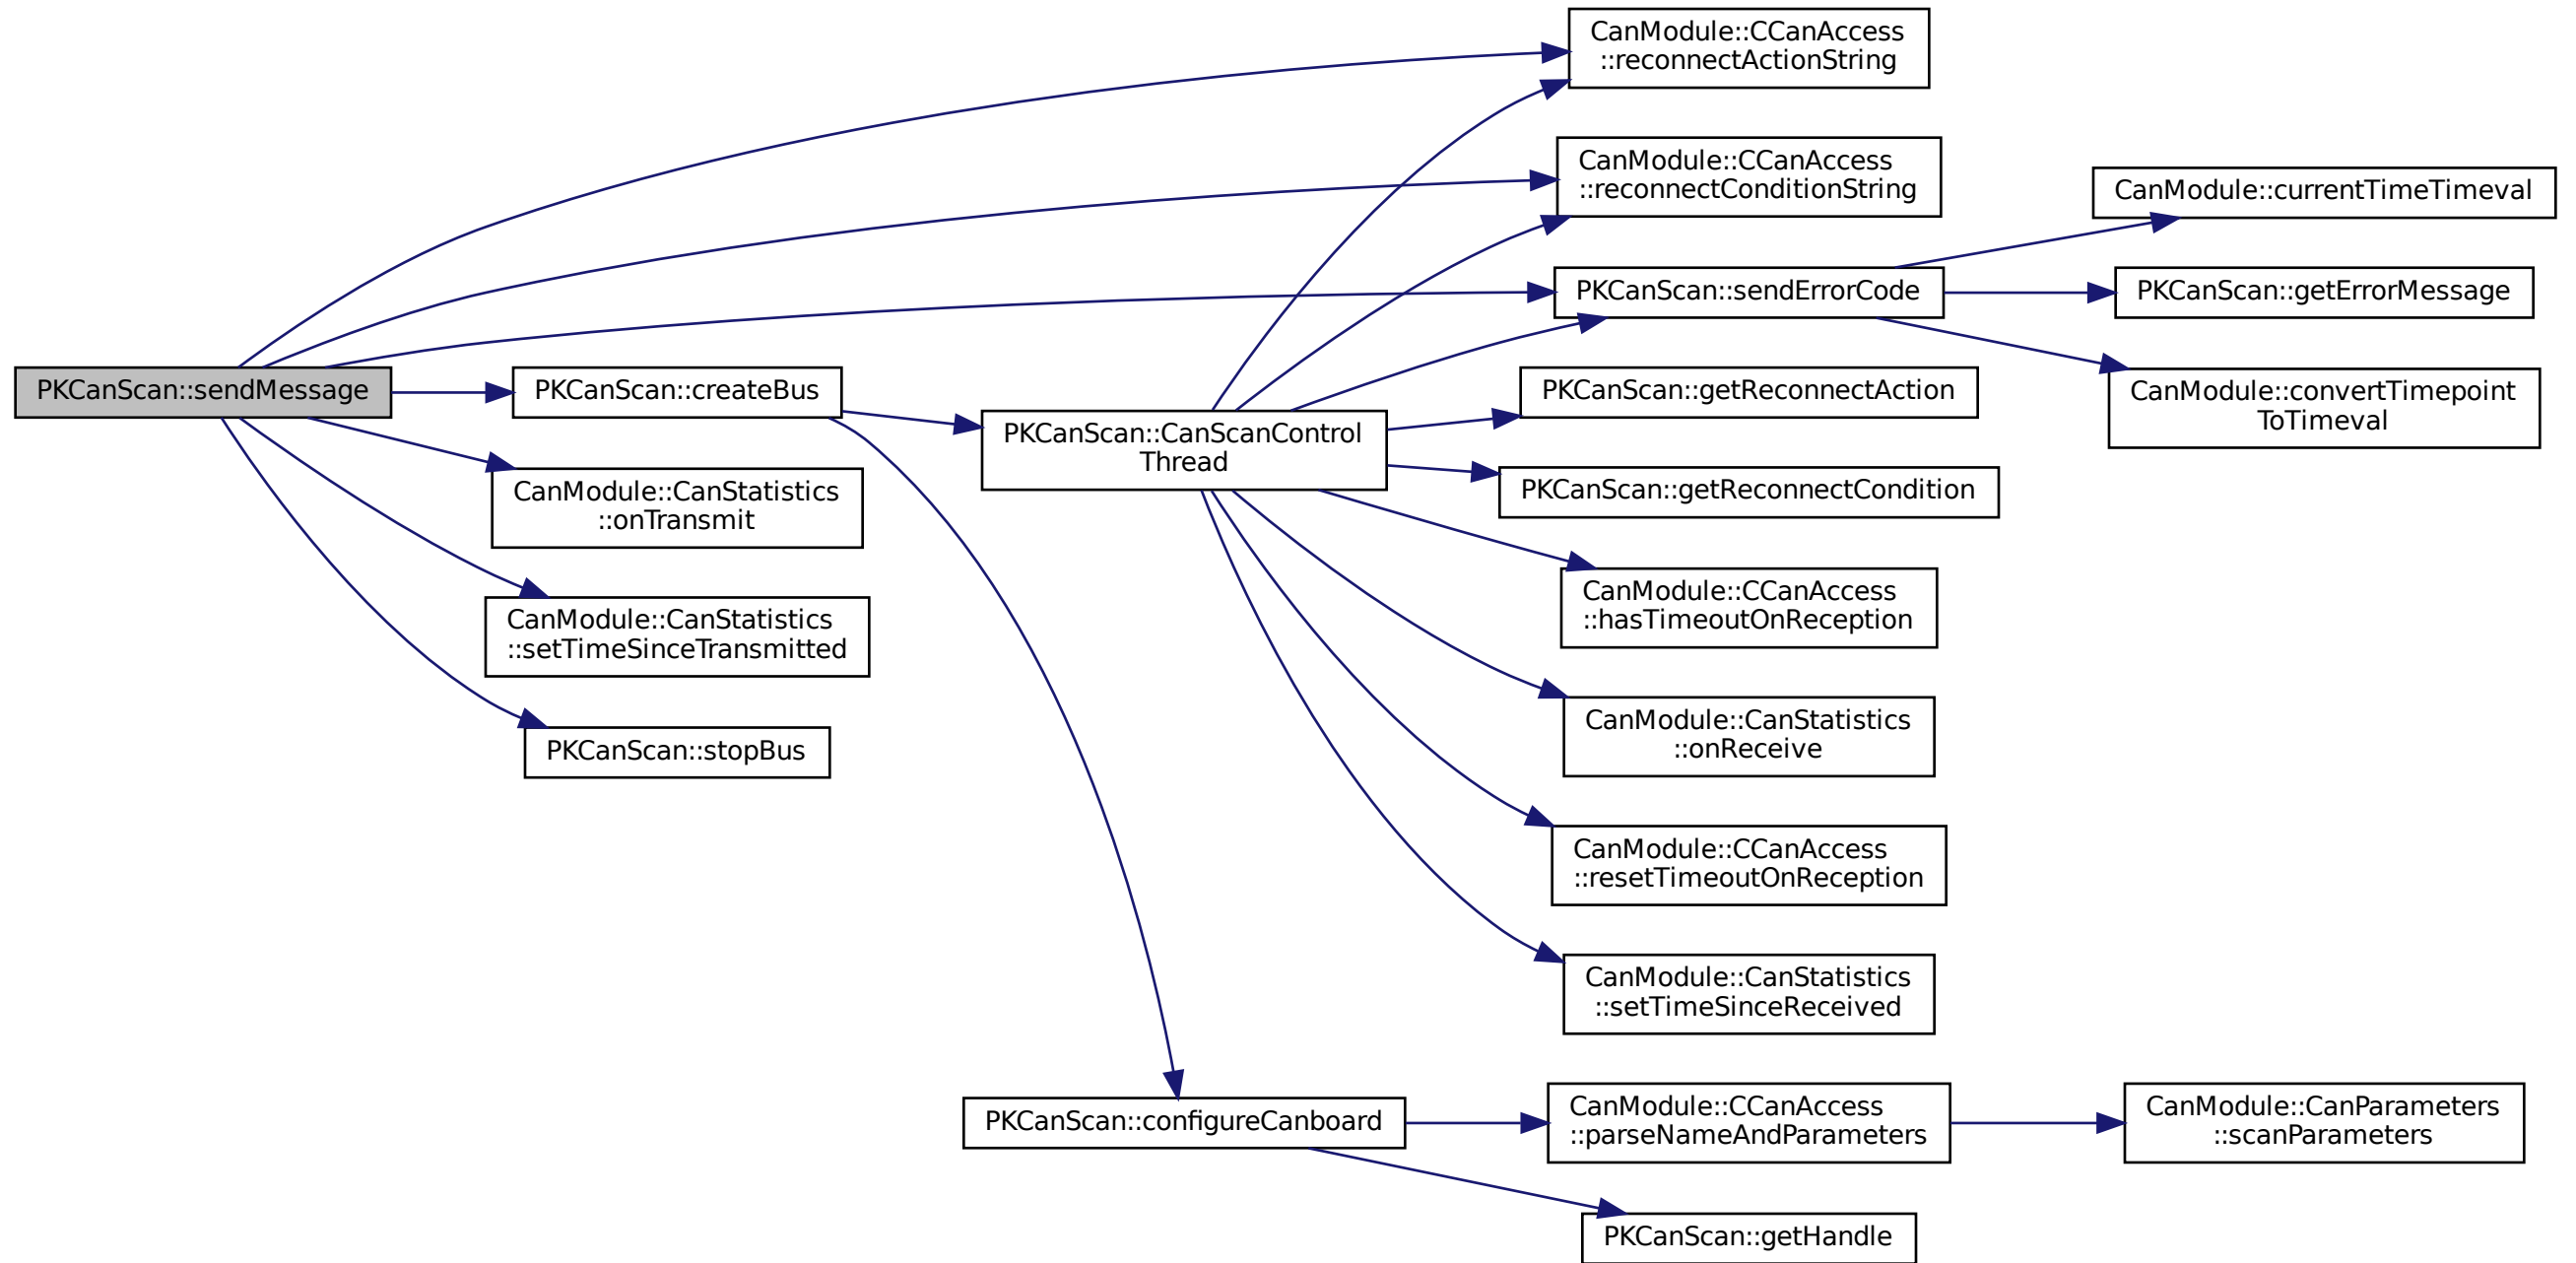 CanModule::CCanAccess
::reconnectActionString
CanModule::CCanAccess
::reconnectConditionString
CanModule::currentTimeTimeval
PKCanScan::sendErrorCode
PKCanScan::getErrorMessage
PKCanScan::sendMessage
PKCanScan::createBus
PKCanScan::getReconnectAction
CanModule::convertTimepoint
ToTimeval
PKCanScan::CanScanControl
Thread
CanModule::CanStatistics
::onTransmit
PKCanScan::getReconnectCondition
CanModule::CCanAccess
::hasTimeoutOnReception
CanModule::CanStatistics
::setTimeSinceTransmitted
CanModule::CanStatistics
::onReceive
PKCanScan::stopBus
CanModule::CCanAccess
::resetTimeoutOnReception
CanModule::CanStatistics
::setTimeSinceReceived
PKCanScan::configureCanboard
CanModule::CCanAccess
::parseNameAndParameters
CanModule::CanParameters
::scanParameters
PKCanScan::getHandle